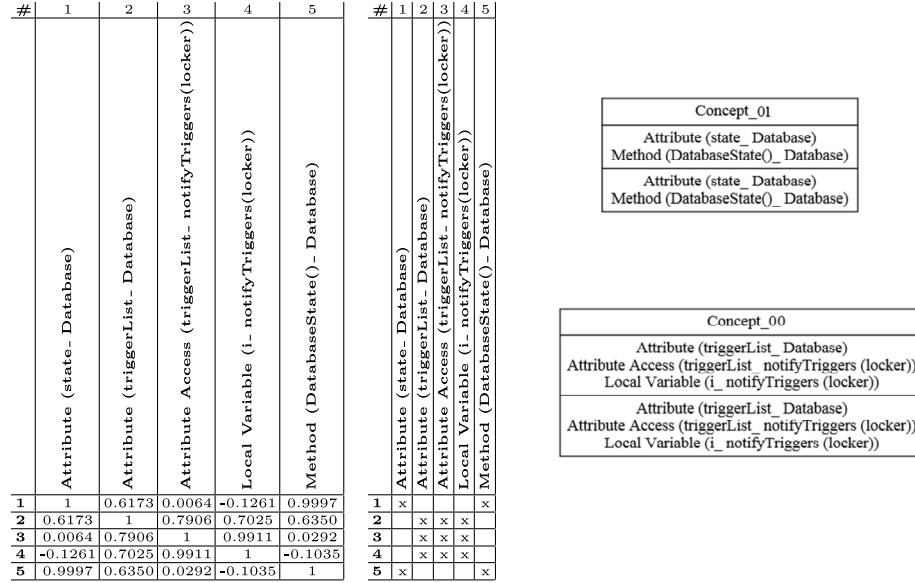 # 1 2 3 4 5
Attribute (state_ Database)
Attribute (triggerList_ Database)
Attribute Access (triggerList_ notifyTriggers(locker))
Local Variable (i_ notifyTriggers(locker))
Method (DatabaseState()_ Database)
1 1 0.6173 0.0064 -0.1261 0.9997
2 0.6173 1 0.7906 0.7025 0.6350
3 0.0064 0.7906 1 0.9911 0.0292
4 -0.1261 0.7025 0.9911 1 -0.1035
5 0.9997 0.6350 0.0292 -0.1035 1
# 1 2 3 4 5
Attribute (state_ Database)
Attribute (triggerList_ Database)
Attribute Access (triggerList_ notifyTriggers(locker))
Local Variable (i_ notifyTriggers(locker))
Method (DatabaseState()_ Database)
1 x x
2 x x x
3 x x x
4 x x x
5 x x
Concept_01
Attribute (state_ Database)
Method (DatabaseState()_ Database)
Attribute (state_ Database)
Method (DatabaseState()_ Database)
Concept_00
Attribute (triggerList_ Database)
Attribute Access (triggerList_ notifyTriggers (locker))
Local Variable (i_ notifyTriggers (locker))
Attribute (triggerList_ Database)
Attribute Access (triggerList_ notifyTriggers (locker))
Local Variable (i_ notifyTriggers (locker))